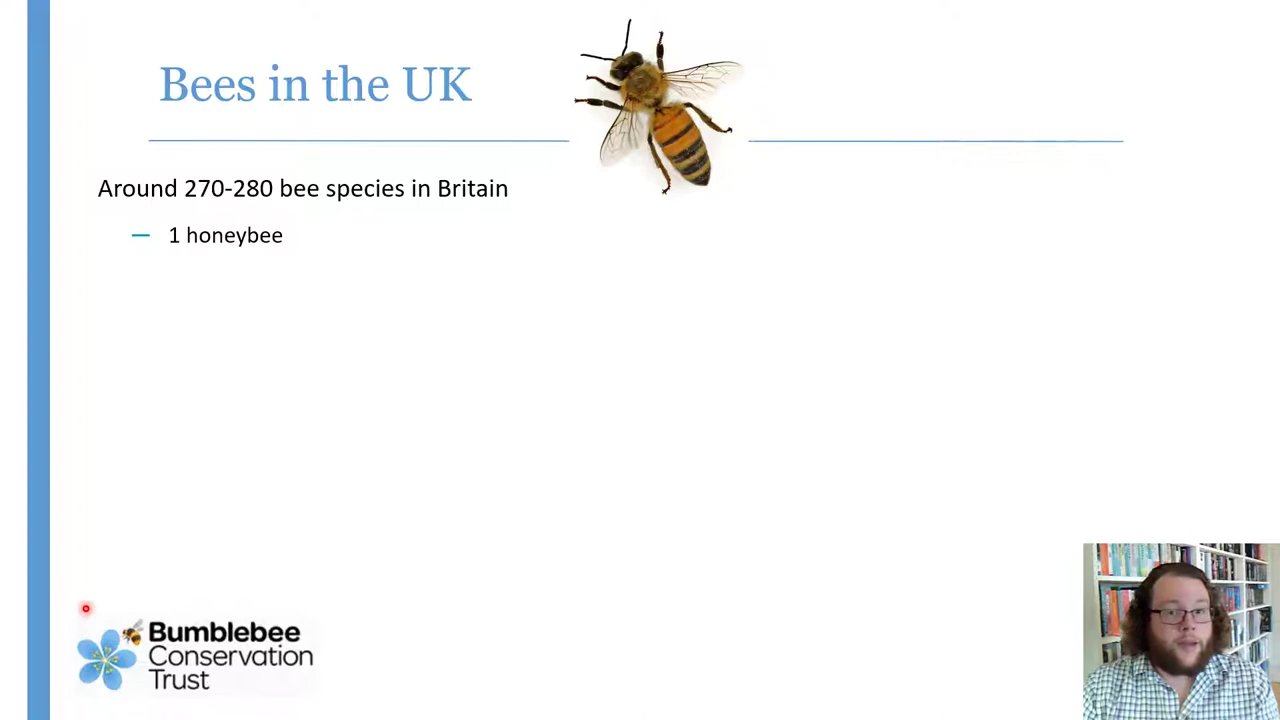 Bees in the UK
Around 270-280 bee species in Britain
— 1 honeybee
Bumblebee
Conservation
Trust